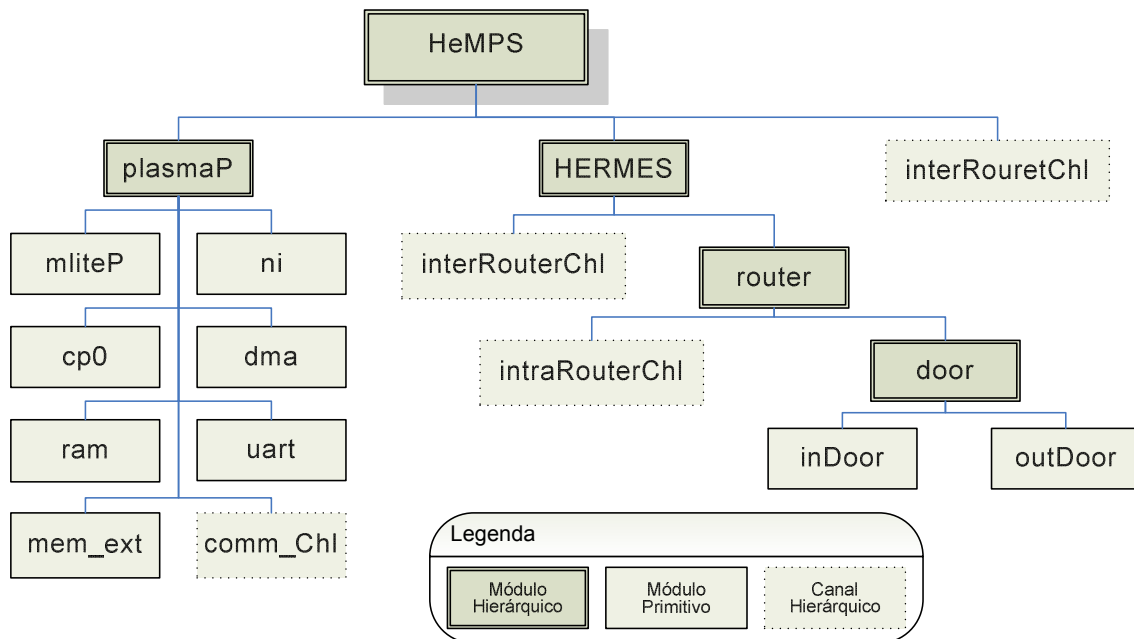 HeMPS
plasmaP
HERMES
interRouretChl
mliteP
ni
interRouterChl
router
cp0
dma
intraRouterChl
door
ram
uart
inDoor
outDoor
mem_ext
comm_Chl
Legenda
Módulo
Hierárquico
Módulo
Primitivo
Canal
Hierárquico